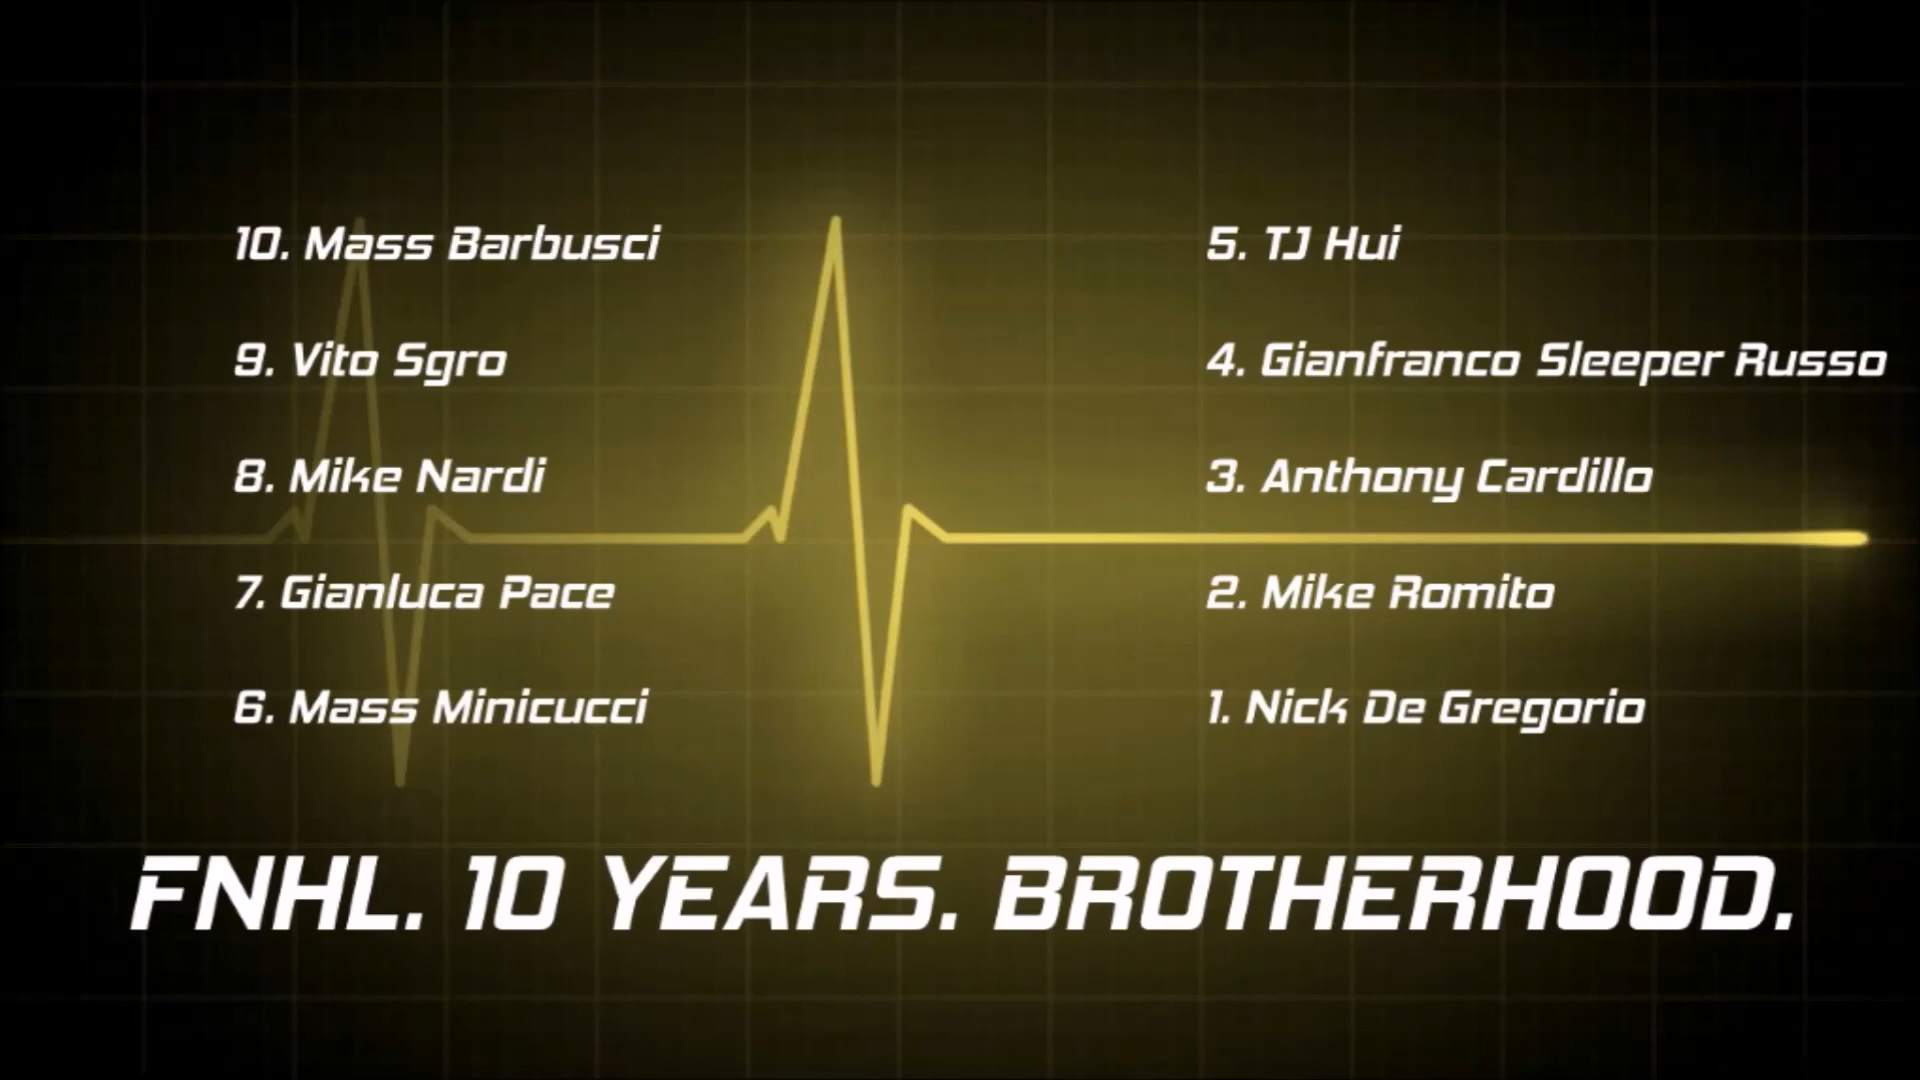 10. Mass Barbusci
9. Vito Sgro
8. Mike Nardi
7. Gianluca Pace
6. Mass Minicucci
5. TJ Hui
4. Gianfranco Sleeper Russo
3. Anthony Cardillo
2. Mike Romito
1. Nick De Gregorio
FNHL. 10 YEARS. BROTHERHOOD.